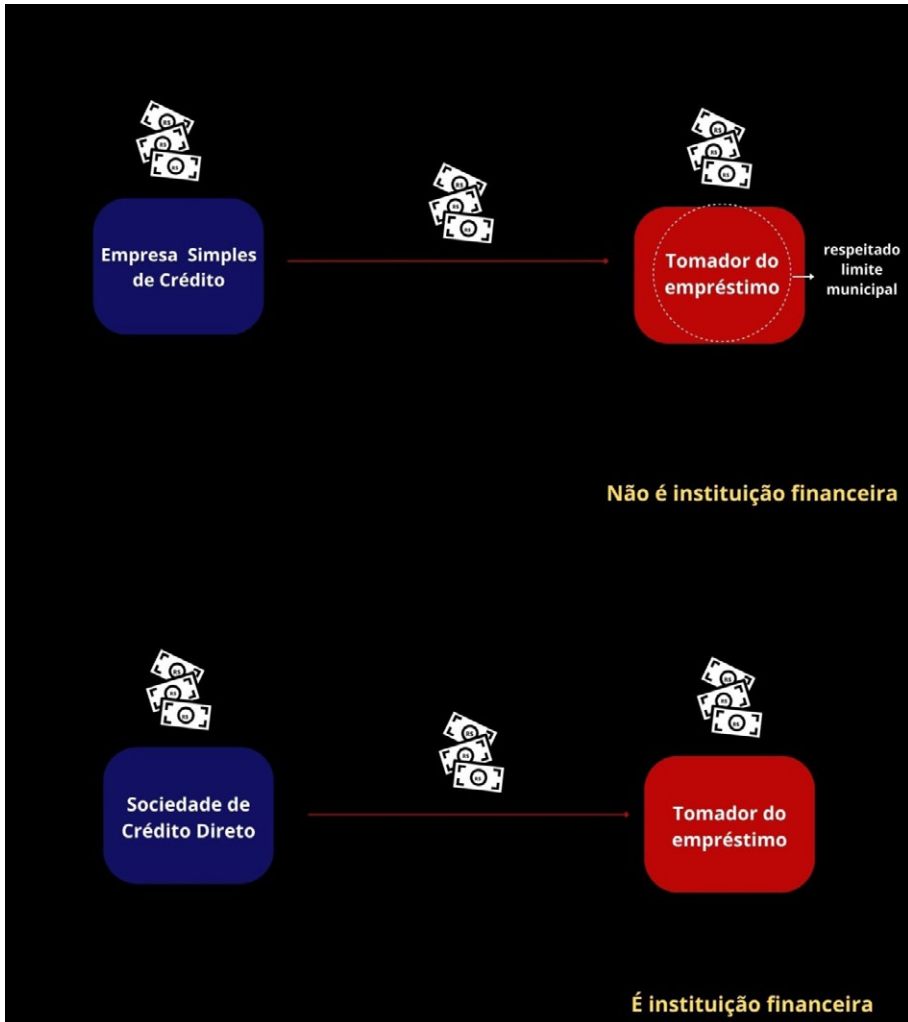 R$
R$
R$
R$
R$
R$
R$
R$
R$
Empresa Simples
de Crédito
Tomador do
empréstimo
respeitado
limite
municipal
Não é instituição financeira
R$
R$
R$
R$
R$
R$
R$
R$
R$
Sociedade de
Crédito Direto
Tomador do
empréstimo
É instituição financeira